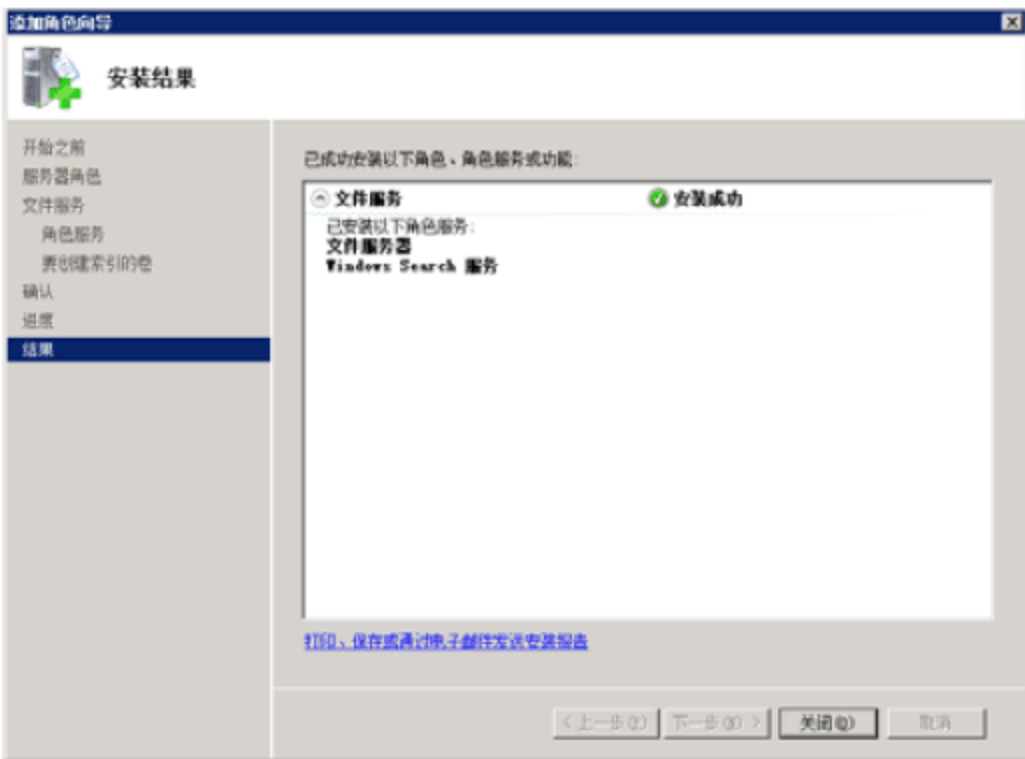 添加角色向导
安装结果
开始之前
服务器角色
文件服务
角色服务
要创建索引的卷
确认
进度
结果
已成功安装以下角色、角色服务或功能:
文件服务 安装成功
已安装以下角色服务:
文件服务器
Windows Search 服务
打印、保存或通过电子邮件发送安装报告
< 上一步(P) 下一步(N) > 关闭(O) 取消